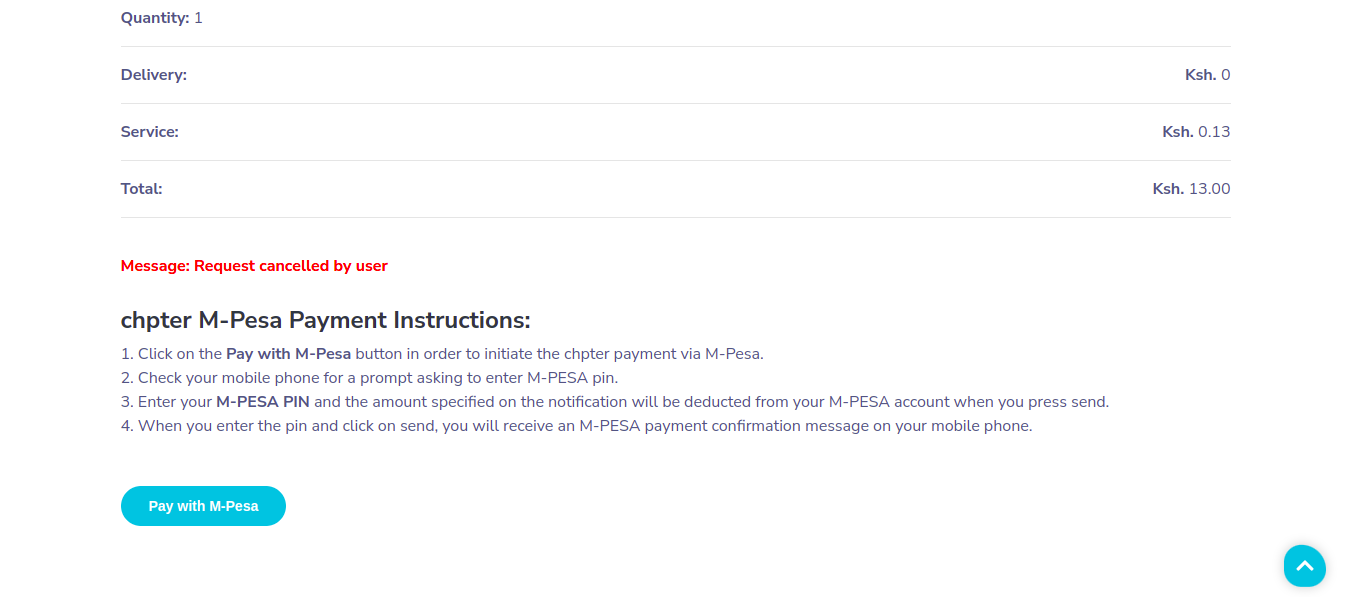 Quantity: 1
Delivery: Ksh. 0
Service: Ksh. 0.13
Total: Ksh. 13.00
Message: Request cancelled by user
chpter M-Pesa Payment Instructions:
1. Click on the Pay with M-Pesa button in order to initiate the chpter payment via M-Pesa.
2. Check your mobile phone for a prompt asking to enter M-PESA pin.
3. Enter your M-PESA PIN and the amount specified on the notification will be deducted from your M-PESA account when you press send.
4. When you enter the pin and click on send, you will receive an M-PESA payment confirmation message on your mobile phone.
Pay with M-Pesa